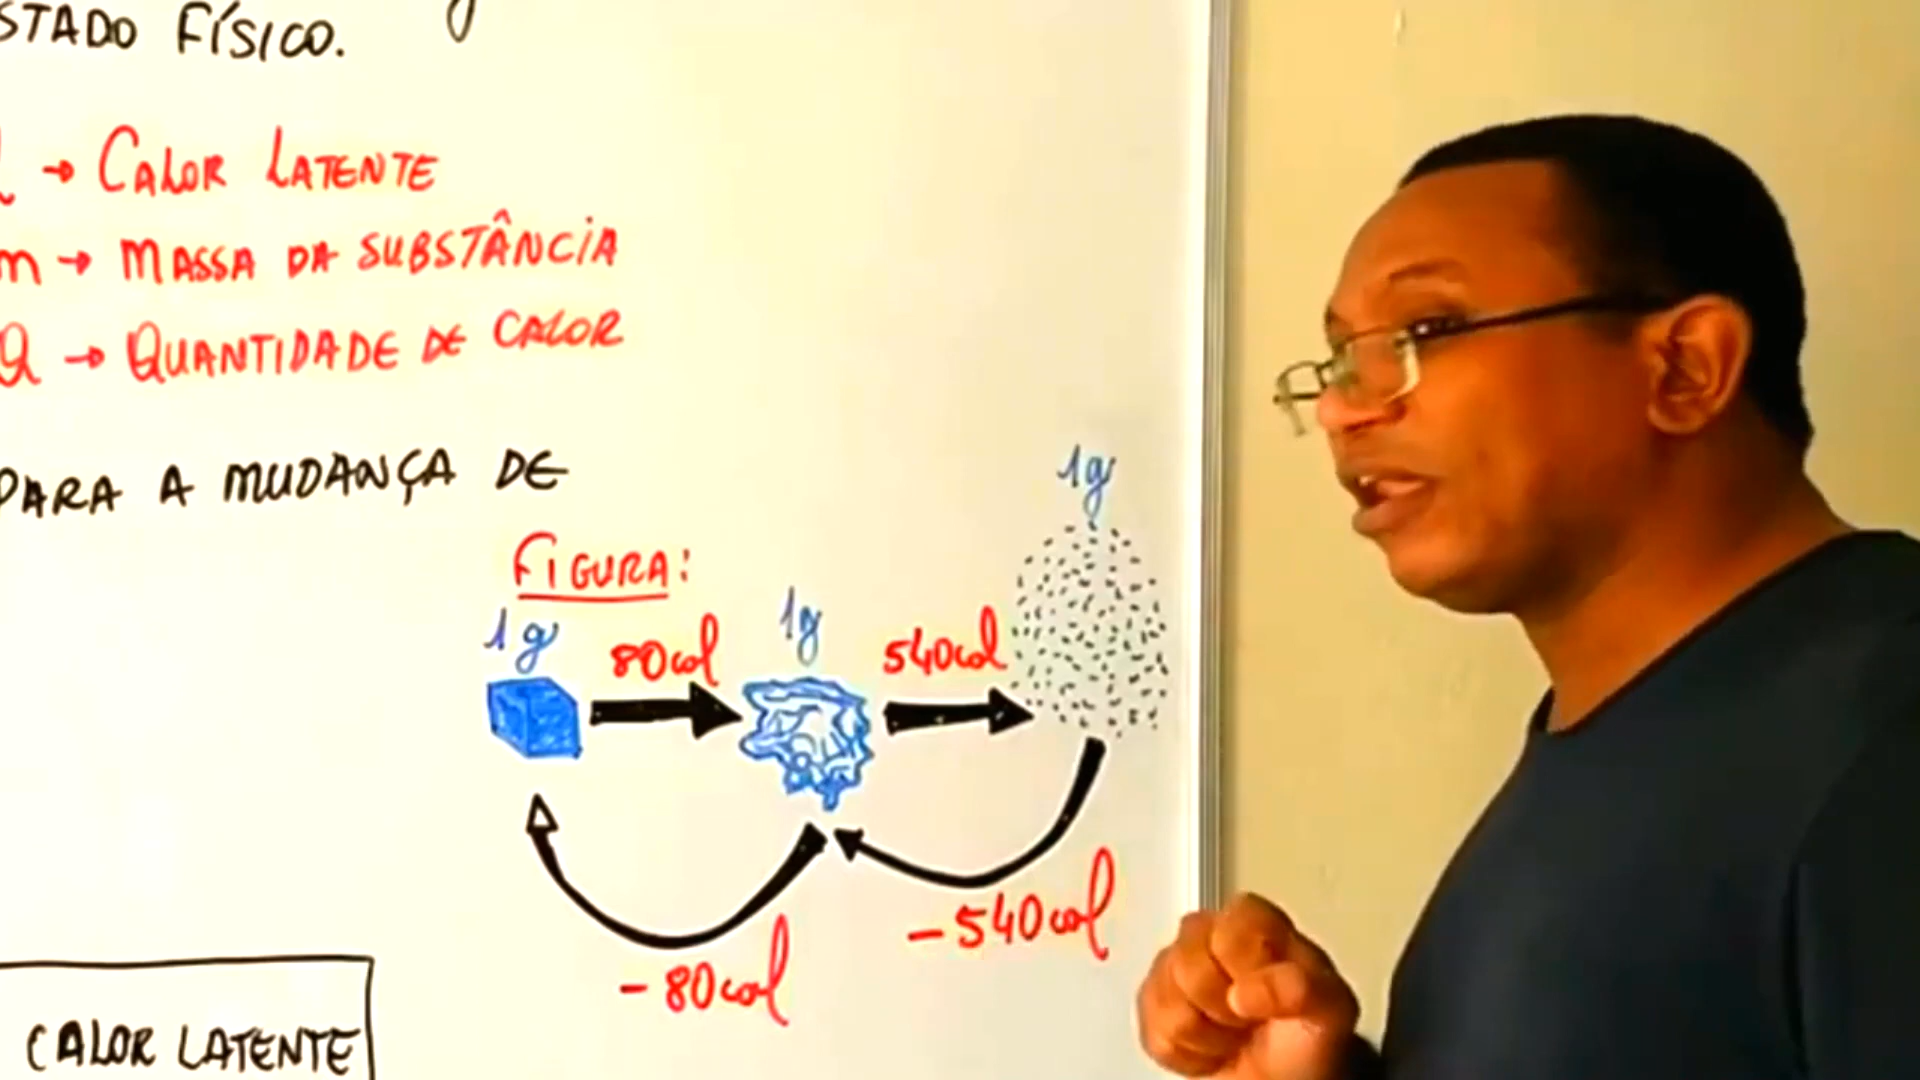 FÍSICO.
→ CALOR LATENTE
m → MASSA DA SUBSTÂNCIA
Q → QUANTIDADE DE CALOR
PARA A MUDANÇA DE
FIGURA:
1g
80cal
1g
540cal
1g
-80cal
-540cal
CALOR LATENTE